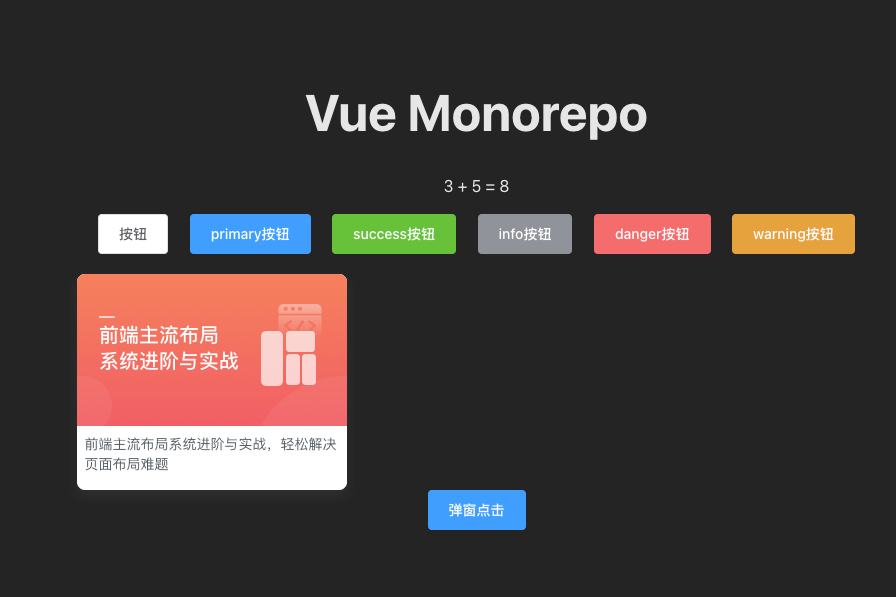 Vue Monorepo
3 + 5 = 8
按钮
primary按钮
success按钮
info按钮
danger按钮
warning按钮
前端主流布局
系统进阶与实战
前端主流布局系统进阶与实战，轻松解决
页面布局难题
弹窗点击